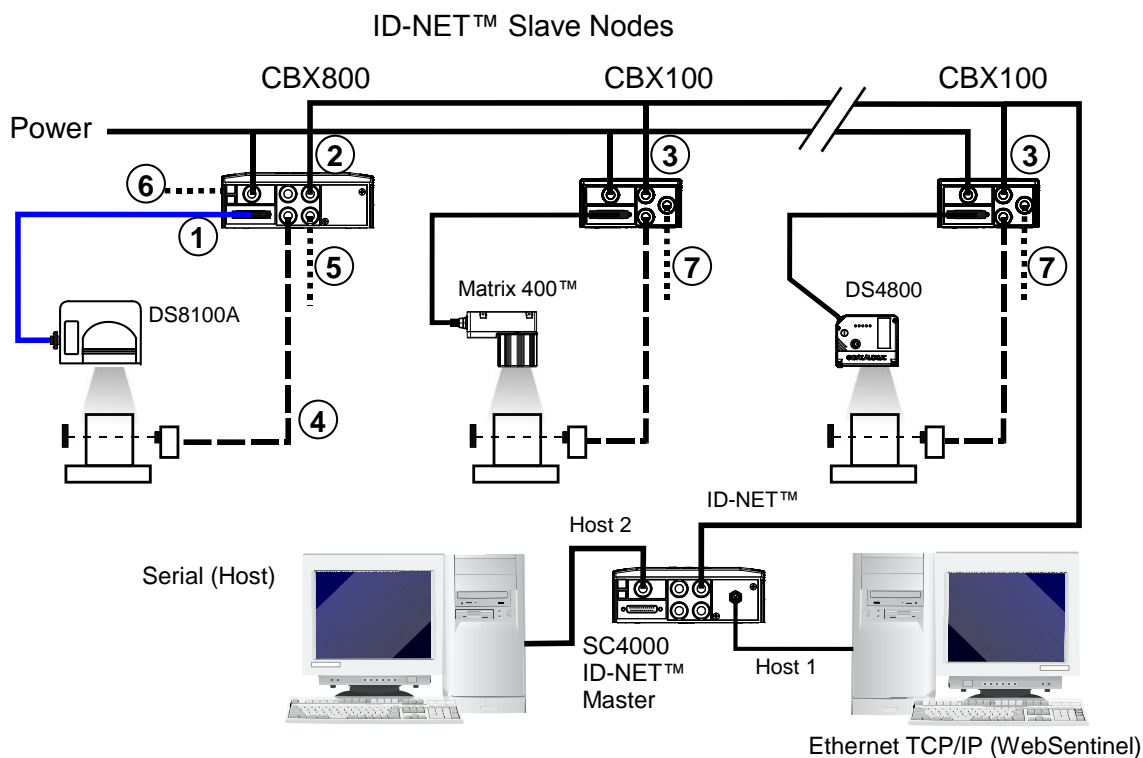 ID-NET™ Slave Nodes
CBX800
CBX100
CBX100
Power
2
3
3
6
1
5
7
7
Matrix 400™
DS4800
DS8100A
DATALOGIC
4
ID-NET™
Host 2
Serial (Host)
SC4000
ID-NET™
Master
Host 1
Ethernet TCP/IP (WebSentinel)